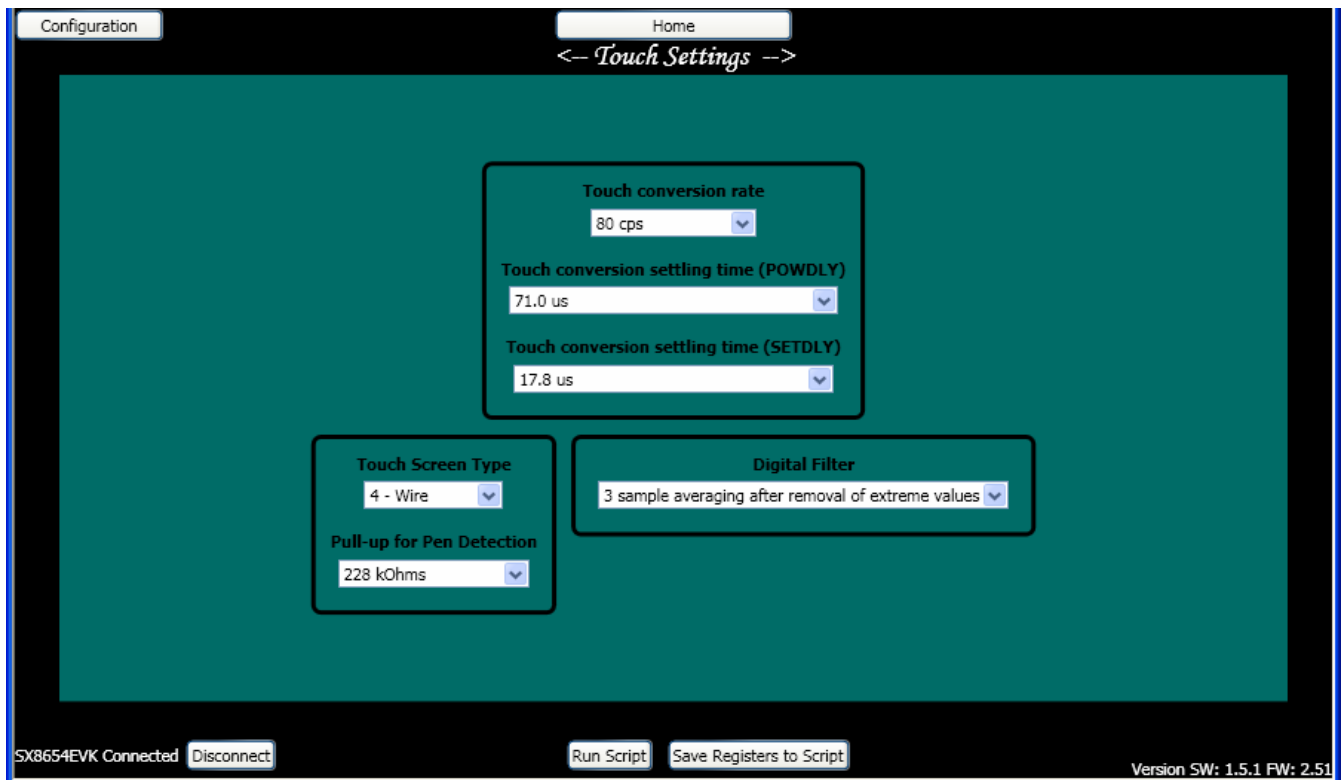 Configuration
Home
<-- Touch Settings -->
Touch conversion rate
80 cps
Touch conversion settling time (POWDLY)
71.0 us
Touch conversion settling time (SETDLY)
17.8 us
Touch Screen Type
4 - Wire
Pull-up for Pen Detection
228 kOhms
Digital Filter
3 sample averaging after removal of extreme values
SX8654EVK Connected Disconnect Run Script Save Registers to Script
Version SW: 1.5.1 FW: 2.51